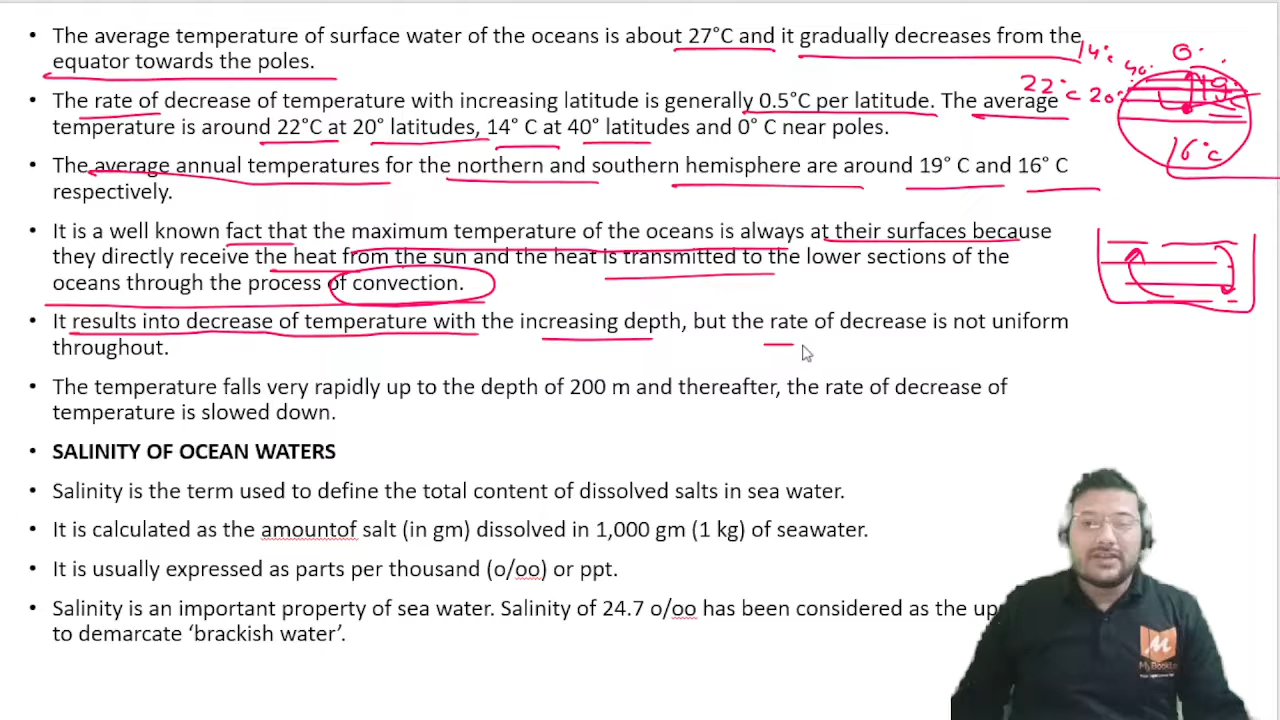 • The average temperature of surface water of the oceans is about 27°C and it gradually decreases from the
equator towards the poles.
• The rate of decrease of temperature with increasing latitude is generally 0.5°C per latitude. The average
temperature is around 22°C at 20° latitudes, 14° C at 40° latitudes and 0° C near poles.
• The average annual temperatures for the northern and southern hemisphere are around 19° C and 16° C
respectively.
• It is a well known fact that the maximum temperature of the oceans is always at their surfaces because
they directly receive the heat from the sun and the heat is transmitted to the lower sections of the
oceans through the process of convection.
• It results into decrease of temperature with the increasing depth, but the rate of decrease is not uniform
throughout.
• The temperature falls very rapidly up to the depth of 200 m and thereafter, the rate of decrease of
temperature is slowed down.
• SALINITY OF OCEAN WATERS
• Salinity is the term used to define the total content of dissolved salts in sea water.
• It is calculated as the amountof salt (in gm) dissolved in 1,000 gm (1 kg) of seawater.
• It is usually expressed as parts per thousand (o/oo) or ppt.
• Salinity is an important property of sea water. Salinity of 24.7 o/oo has been considered as the up
to demarcate ‘brackish water’.
0°
14°c 40°
22°c 20°
16°c